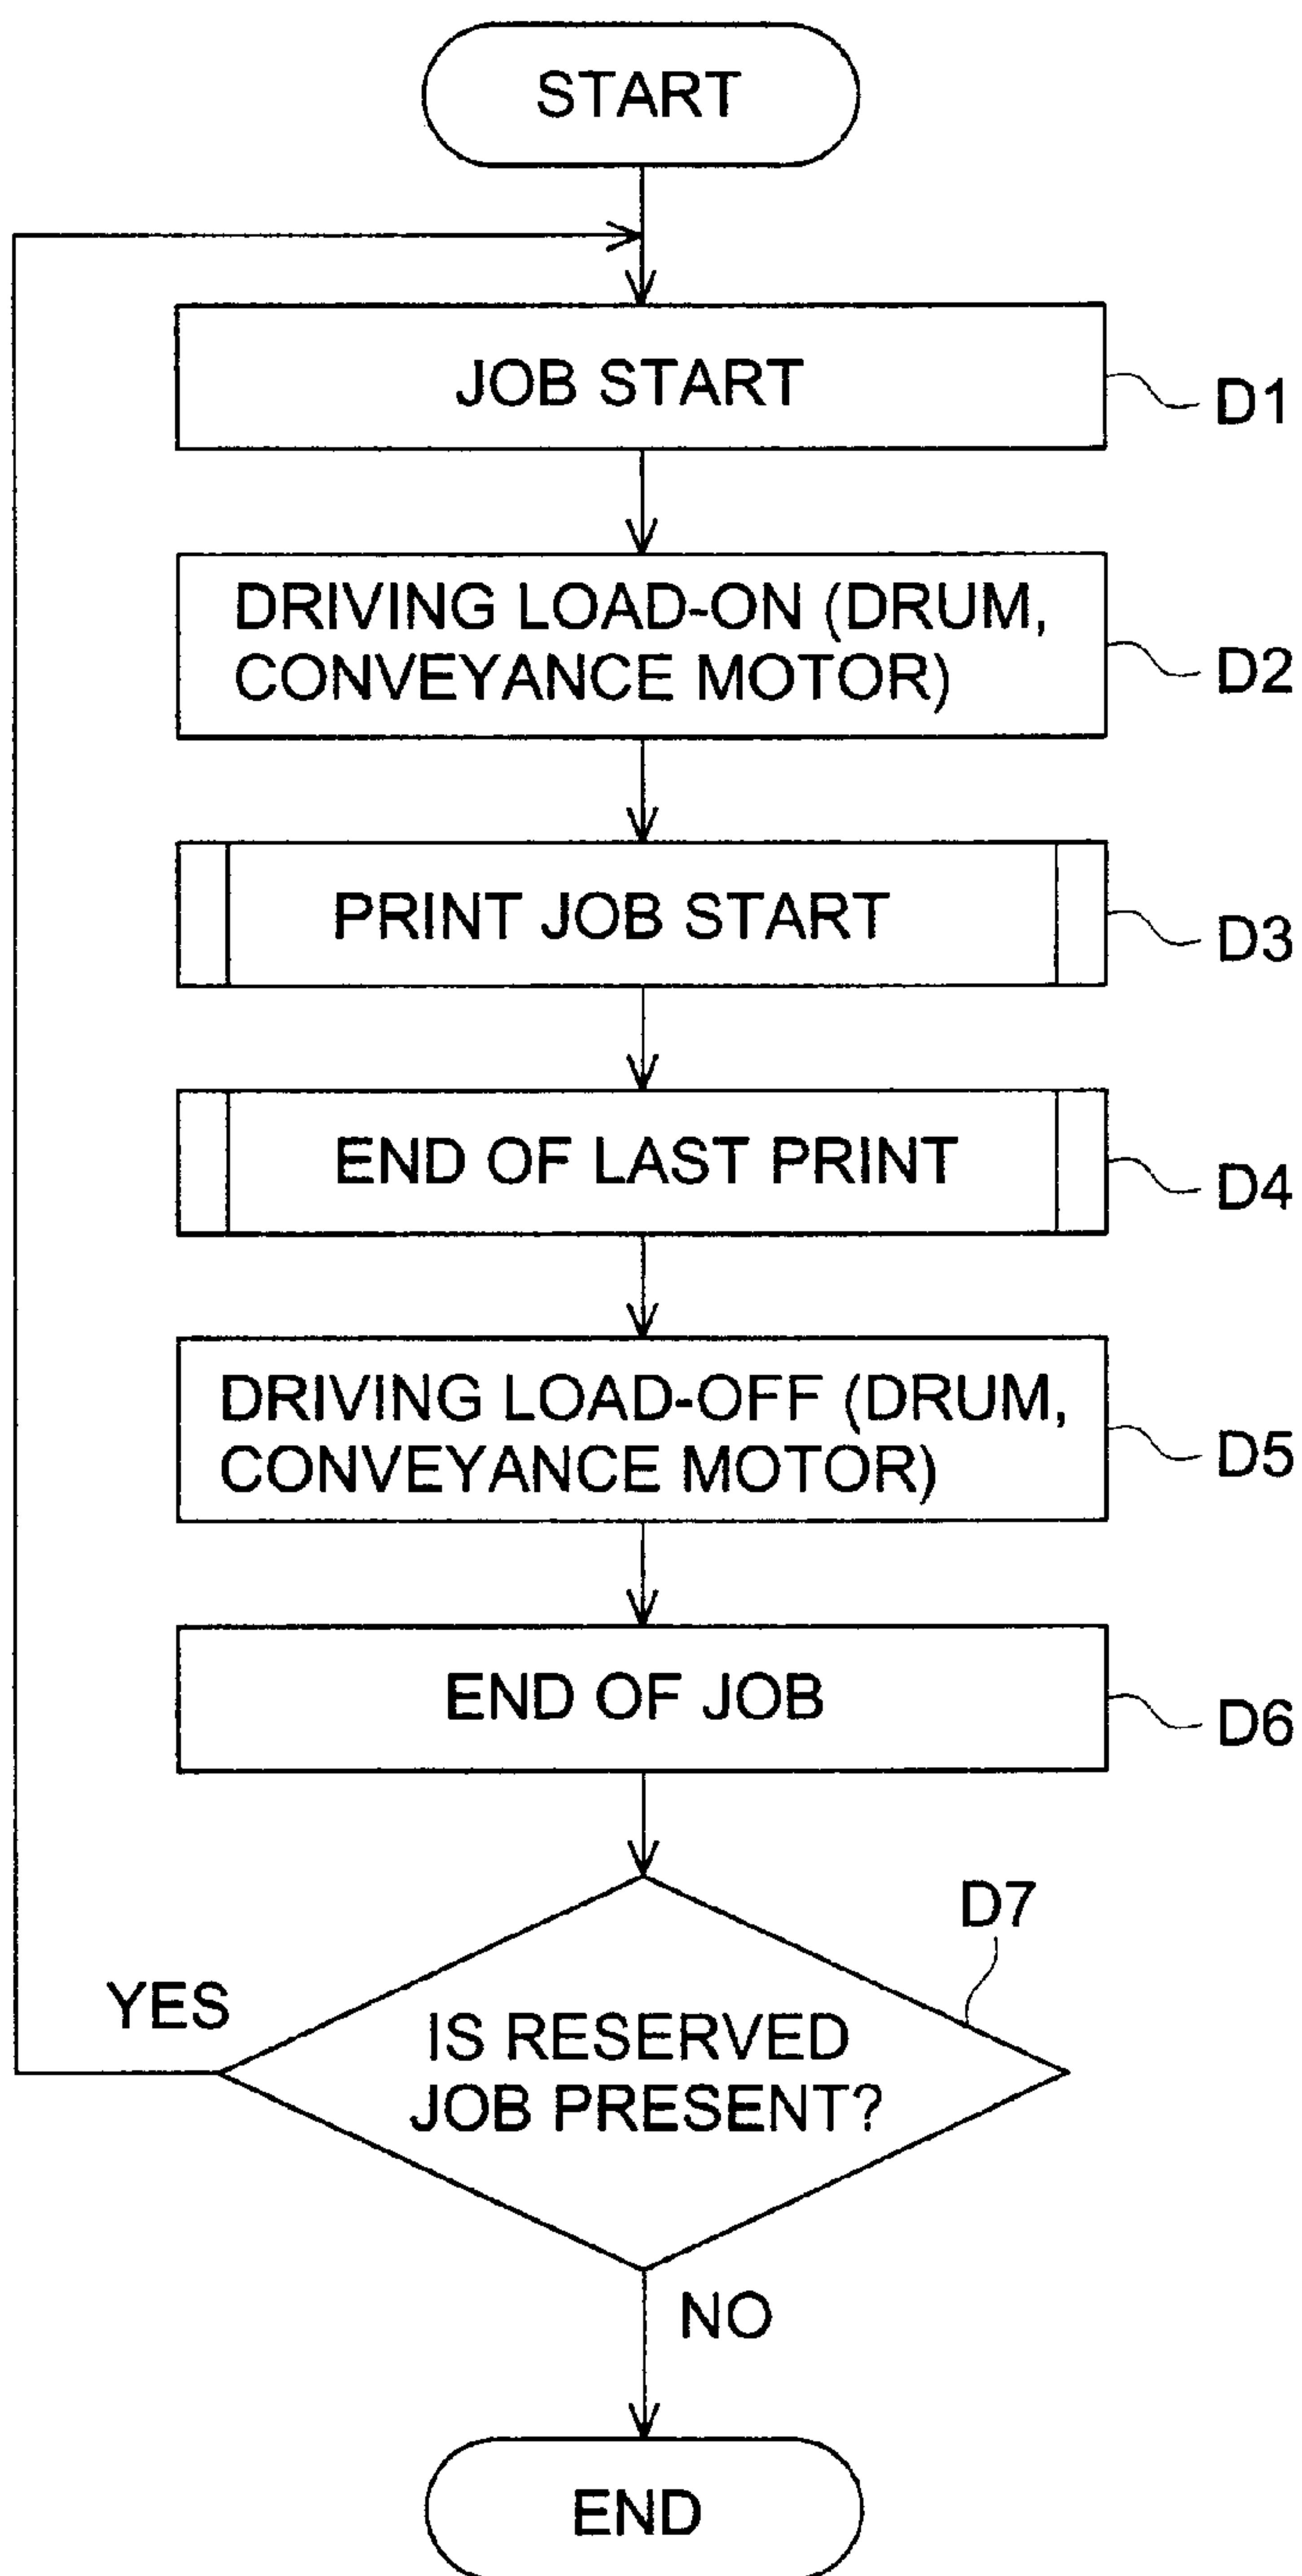 START
JOB START
D1
DRIVING LOAD-ON (DRUM,
CONVEYANCE MOTOR)
D2
PRINT JOB START
D3
END OF LAST PRINT
D4
DRIVING LOAD-OFF (DRUM,
CONVEYANCE MOTOR)
D5
END OF JOB
D6
D7
YES
IS RESERVED
JOB PRESENT?
NO
END